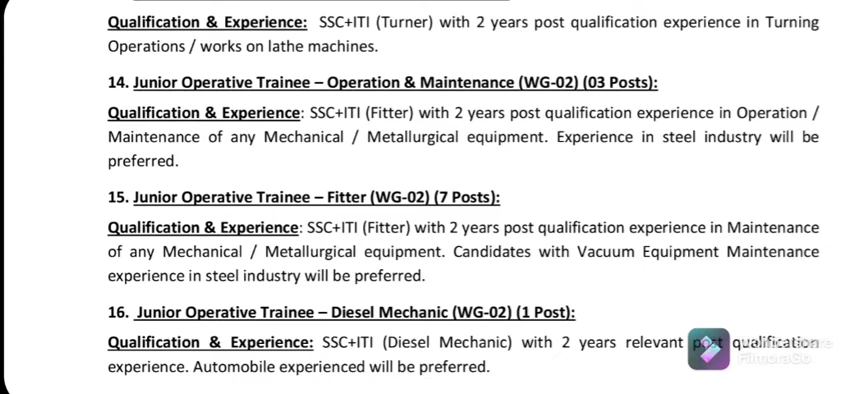 Qualification & Experience: SSC+ITI (Turner) with 2 years post qualification experience in Turning
Operations / works on lathe machines.
14. Junior Operative Trainee – Operation & Maintenance (WG-02) (03 Posts):
Qualification & Experience: SSC+ITI (Fitter) with 2 years post qualification experience in Operation /
Maintenance of any Mechanical / Metallurgical equipment. Experience in steel industry will be
preferred.
15. Junior Operative Trainee – Fitter (WG-02) (7 Posts):
Qualification & Experience: SSC+ITI (Fitter) with 2 years post qualification experience in Maintenance
of any Mechanical / Metallurgical equipment. Candidates with Vacuum Equipment Maintenance
experience in steel industry will be preferred.
16. Junior Operative Trainee – Diesel Mechanic (WG-02) (1 Post):
Qualification & Experience: SSC+ITI (Diesel Mechanic) with 2 years relevant post qualification
experience. Automobile experienced will be preferred.
FilmoraGo